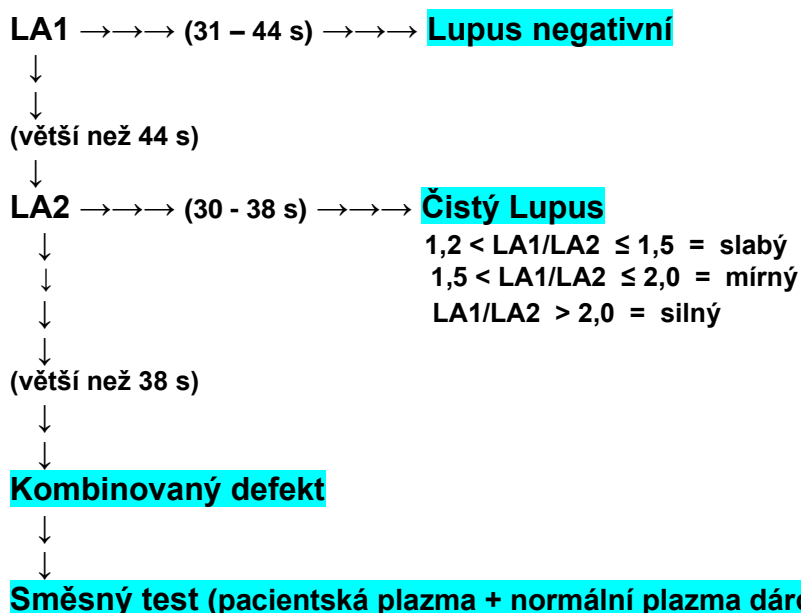 LA1 →→→→ (31 – 44 s) →→→→ Lupus negativní
↓
↓
(větší než 44 s)
↓
LA2 →→→→ (30 - 38 s) →→→→ Čistý Lupus
↓ 1,2 < LA1/LA2 ≤ 1,5 = slabý
↓ 1,5 < LA1/LA2 ≤ 2,0 = mírný
↓ LA1/LA2 > 2,0 = silný
↓
(větší než 38 s)
↓
↓
Kombinovaný defekt
↓
↓
Směsný test (pacientská plazma + normální plazma